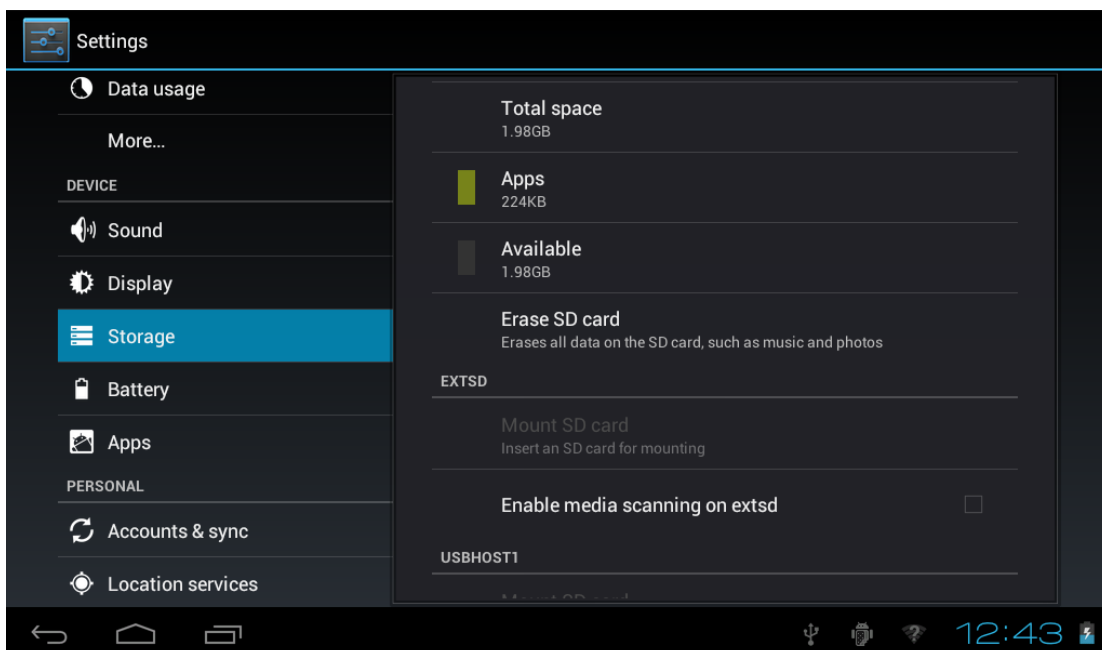 Settings
Data usage
More...
DEVICE
Sound
Display
Storage
Battery
Apps
PERSONAL
Accounts & sync
Location services
Total space
1.98GB
Apps
224KB
Available
1.98GB
Erase SD card
Erases all data on the SD card, such as music and photos
EXTSD
Mount SD card
Insert an SD card for mounting
Enable media scanning on extsd
USBHOST1
Mount SD card
12:43